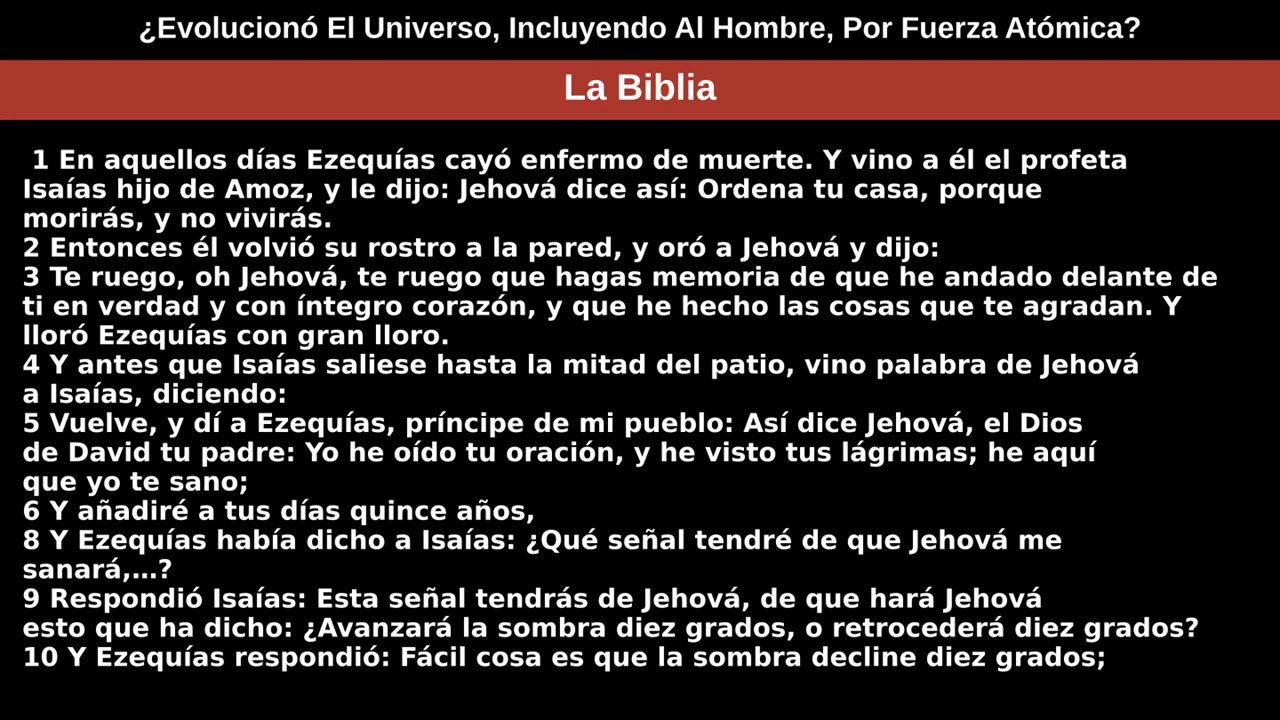 ¿Evolucionó El Universo, Incluyendo Al Hombre, Por Fuerza Atómica?
La Biblia
1 En aquellos días Ezequías cayó enfermo de muerte. Y vino a él el profeta
Isaías hijo de Amoz, y le dijo: Jehová dice así: Ordena tu casa, porque
morirás, y no vivirás.
2 Entonces él volvió su rostro a la pared, y oró a Jehová y dijo:
3 Te ruego, oh Jehová, te ruego que hagas memoria de que he andado delante de
ti en verdad y con íntegro corazón, y que he hecho las cosas que te agradan. Y
lloró Ezequías con gran lloro.
4 Y antes que Isaías saliese hasta la mitad del patio, vino palabra de Jehová
a Isaías, diciendo:
5 Vuelve, y dí a Ezequías, príncipe de mi pueblo: Así dice Jehová, el Dios
de David tu padre: Yo he oído tu oración, y he visto tus lágrimas; he aquí
que yo te sano;
6 Y añadiré a tus días quince años,
8 Y Ezequías había dicho a Isaías: ¿Qué señal tendré de que Jehová me
sanará,...?
9 Respondió Isaías: Esta señal tendrás de Jehová, de que hará Jehová
esto que ha dicho: ¿Avanzará la sombra diez grados, o retrocederá diez grados?
10 Y Ezequías respondió: Fácil cosa es que la sombra decline diez grados;